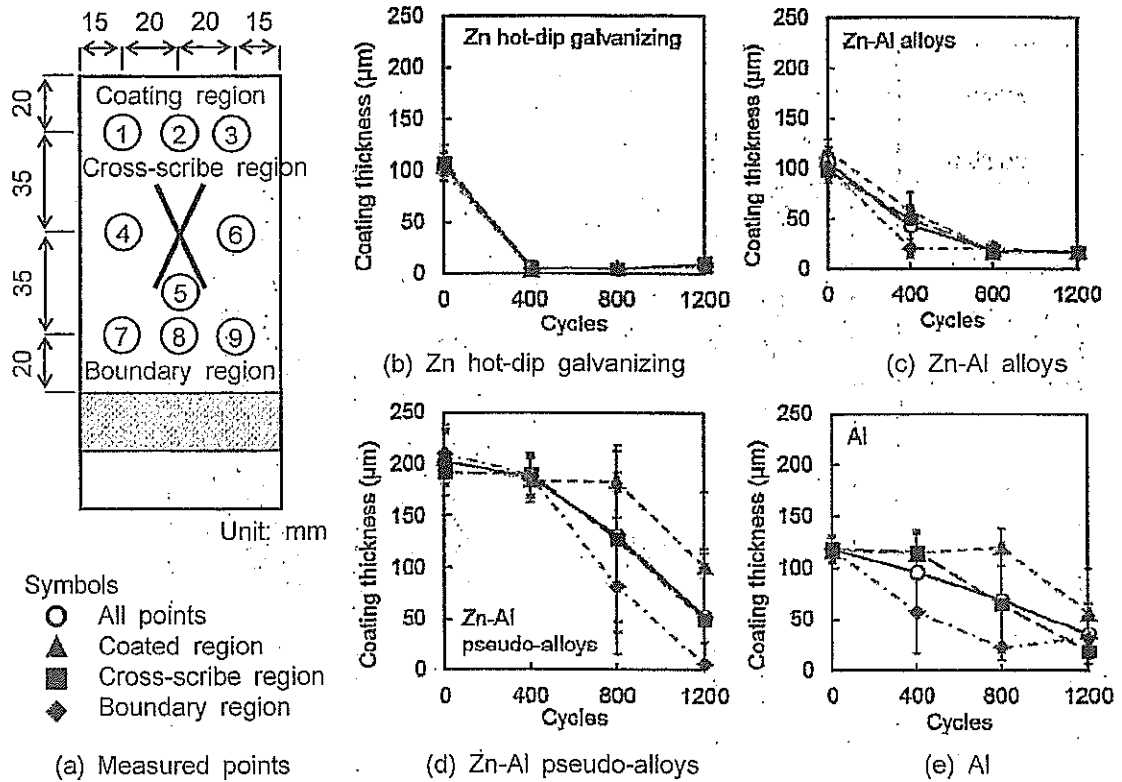 15 20 20 15
20
35
35
20
Coating region
1 2 3
Cross-scribe region
4 6
5
7 8 9
Boundary region
Unit: mm
Symbols
All points
Coated region
Cross-scribe region
Boundary region
(a) Measured points
Coating thickness (μm)
250
200
150
100
50
0
Zn hot-dip galvanizing
0 400 800 1200
Cycles
(b) Zn hot-dip galvanizing
Coating thickness (μm)
250
200
150
100
50
0
Zn-Al alloys
0 400 800 1200
Cycles
(c) Zn-Al alloys
Coating thickness (μm)
250
200
150
100
50
0
Zn-Al
pseudo-alloys
0 400 800 1200
Cycles
(d) Zn-Al pseudo-alloys
Coating thickness (μm)
250
200
150
100
50
0
Al
0 400 800 1200
Cycles
(e) Al